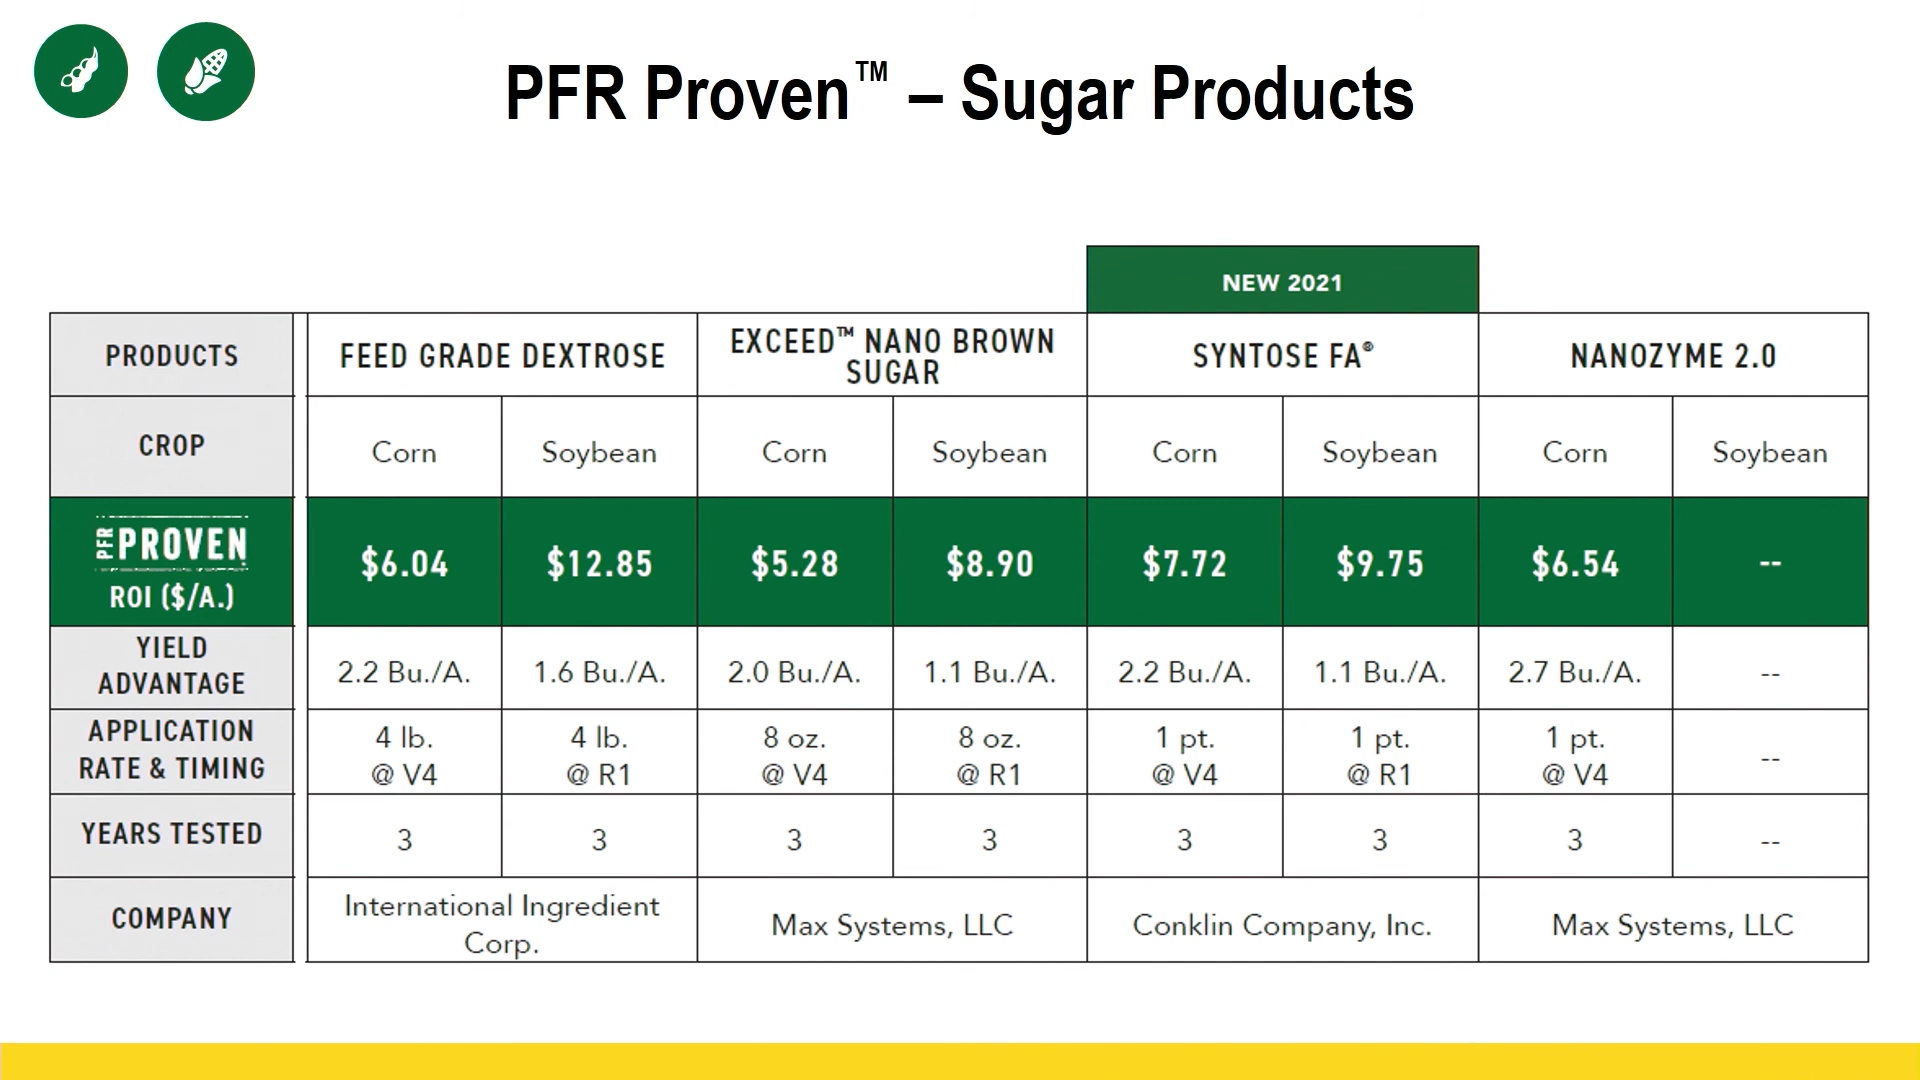 PFR Proven™ – Sugar Products
NEW 2021
PRODUCTS
FEED GRADE DEXTROSE
EXCEED™ NANO BROWN
SUGAR
SYNTOSE FA®
NANOZYME 2.0
CROP
Corn
Soybean
Corn
Soybean
Corn
Soybean
Corn
Soybean
PFR PROVEN
ROI ($/A.)
$6.04
$12.85
$5.28
$8.90
$7.72
$9.75
$6.54
--
YIELD
ADVANTAGE
2.2 Bu./A.
1.6 Bu./A.
2.0 Bu./A.
1.1 Bu./A.
2.2 Bu./A.
1.1 Bu./A.
2.7 Bu./A.
--
APPLICATION
RATE & TIMING
4 lb.
@ V4
4 lb.
@ R1
8 oz.
@ V4
8 oz.
@ R1
1 pt.
@ V4
1 pt.
@ R1
1 pt.
@ V4
--
YEARS TESTED
3
3
3
3
3
3
3
--
COMPANY
International Ingredient
Corp.
Max Systems, LLC
Conklin Company, Inc.
Max Systems, LLC